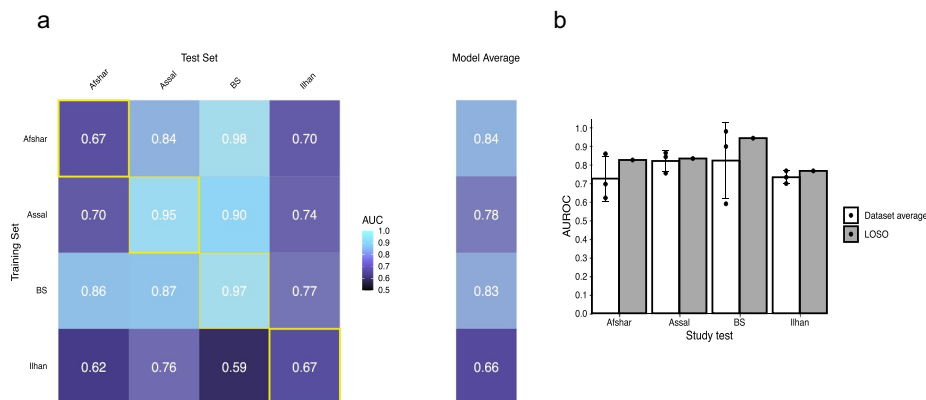 a
Test Set
Afshar
Assal
BS
Ilhan
Model Average
Training Set
Afshar
0.67
0.84
0.98
0.70
0.84
Assal
0.70
0.95
0.90
0.74
0.78
BS
0.86
0.87
0.97
0.77
0.83
Ilhan
0.62
0.76
0.59
0.67
0.66
AUC
1.0
0.9
0.8
0.7
0.6
0.5
b
AUROC
1.0
0.9
0.8
0.7
0.6
0.5
0.4
0.3
0.2
0.1
0.0
Afshar
Assal
BS
Ilhan
Study test
Dataset average
LOSO